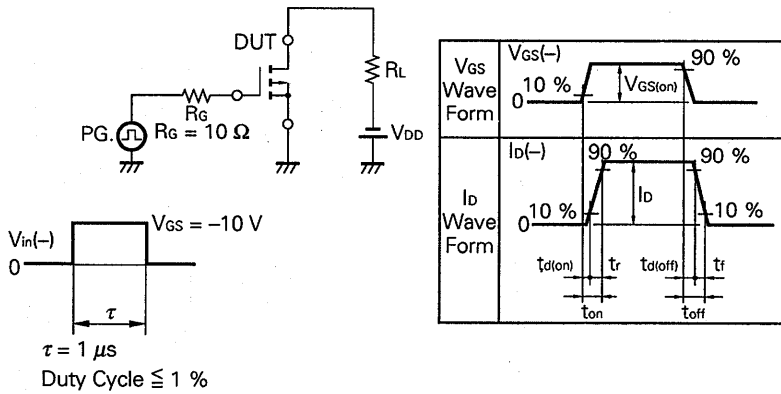 DUT
RL
RG
PG.
RG = 10 Ω
VDD
Vin(−)
0
VGS = −10 V
τ
τ = 1 μs
Duty Cycle ≦ 1 %
VGS
Wave
Form
VGS(−)
10 %
0
VGS(on)
90 %
ID
Wave
Form
ID(−)
90 %
90 %
10 %
0
ID
10 %
td(on)
tr
td(off)
tf
ton
toff